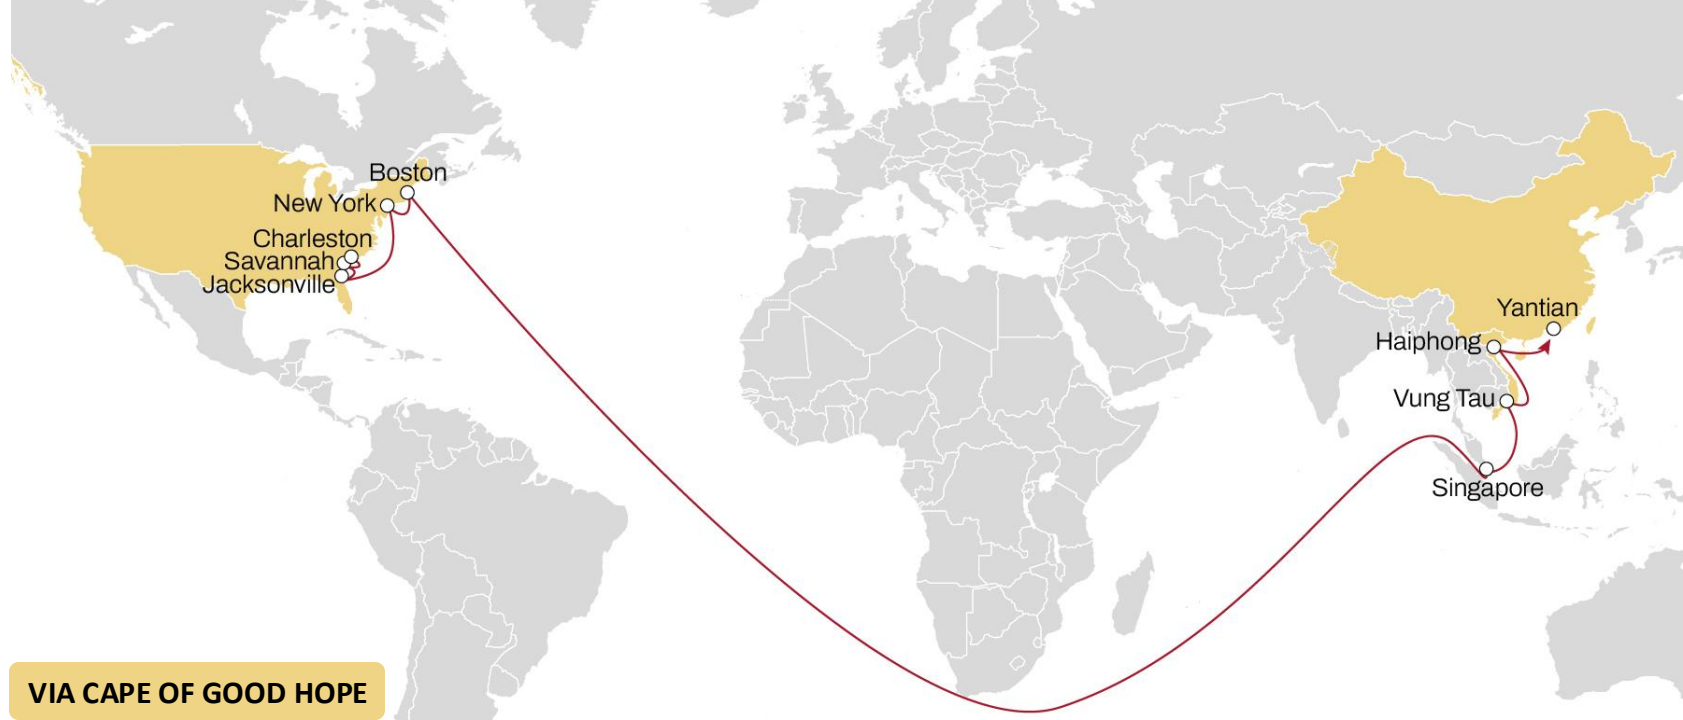 Boston
New York
Charleston
Savannah
Jacksonville
Yantian
Haiphong
Vung Tau
Singapore
VIA CAPE OF GOOD HOPE